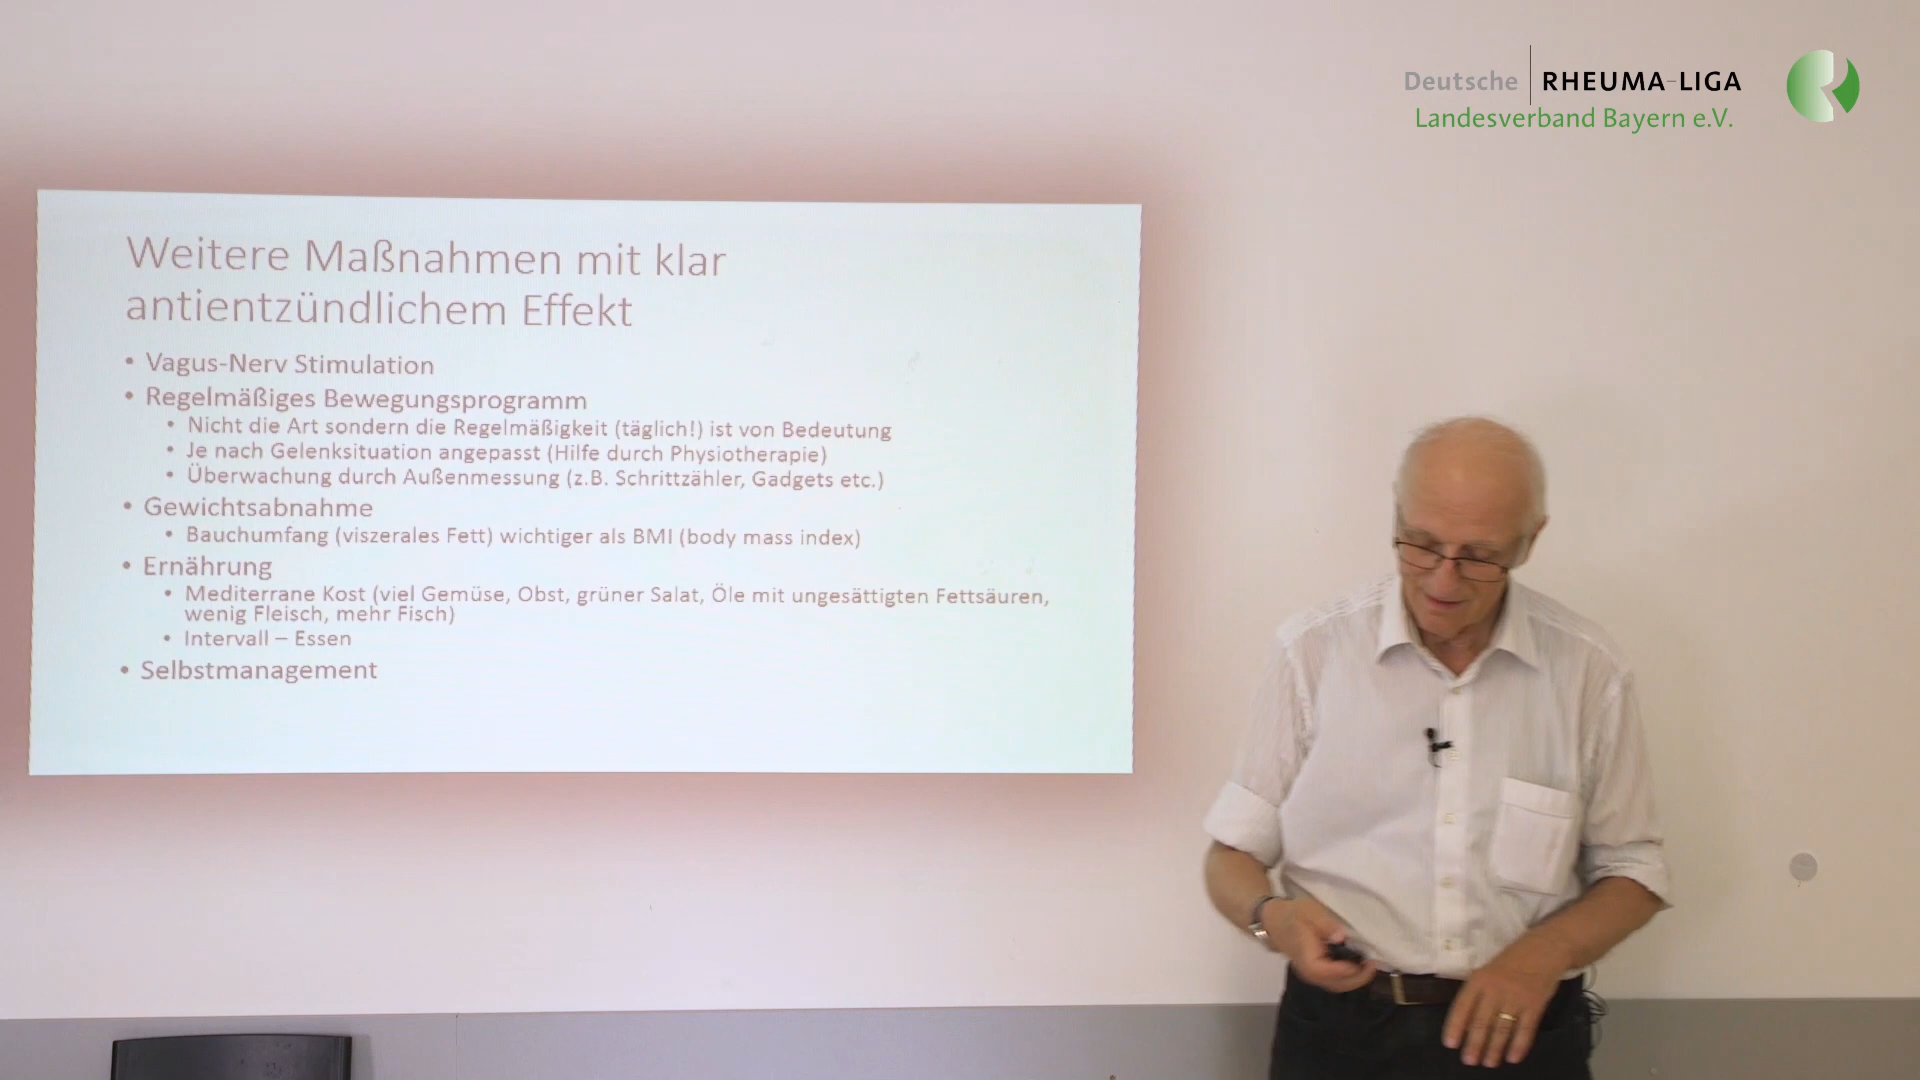 Deutsche RHEUMA-LIGA
Landesverband Bayern e.V.
Weitere Maßnahmen mit klar
antientzündlichem Effekt
• Vagus-Nerv Stimulation
• Regelmäßiges Bewegungsprogramm
• Nicht die Art sondern die Regelmäßigkeit (täglich!) ist von Bedeutung
• Je nach Gelenksituation angepasst (Hilfe durch Physiotherapie)
• Überwachung durch Außenmessung (z.B. Schrittzähler, Gadgets etc.)
• Gewichtsabnahme
• Bauchumfang (viszerales Fett) wichtiger als BMI (body mass index)
• Ernährung
• Mediterrane Kost (viel Gemüse, Obst, grüner Salat, Öle mit ungesättigten Fettsäuren,
wenig Fleisch, mehr Fisch)
• Intervall – Essen
• Selbstmanagement